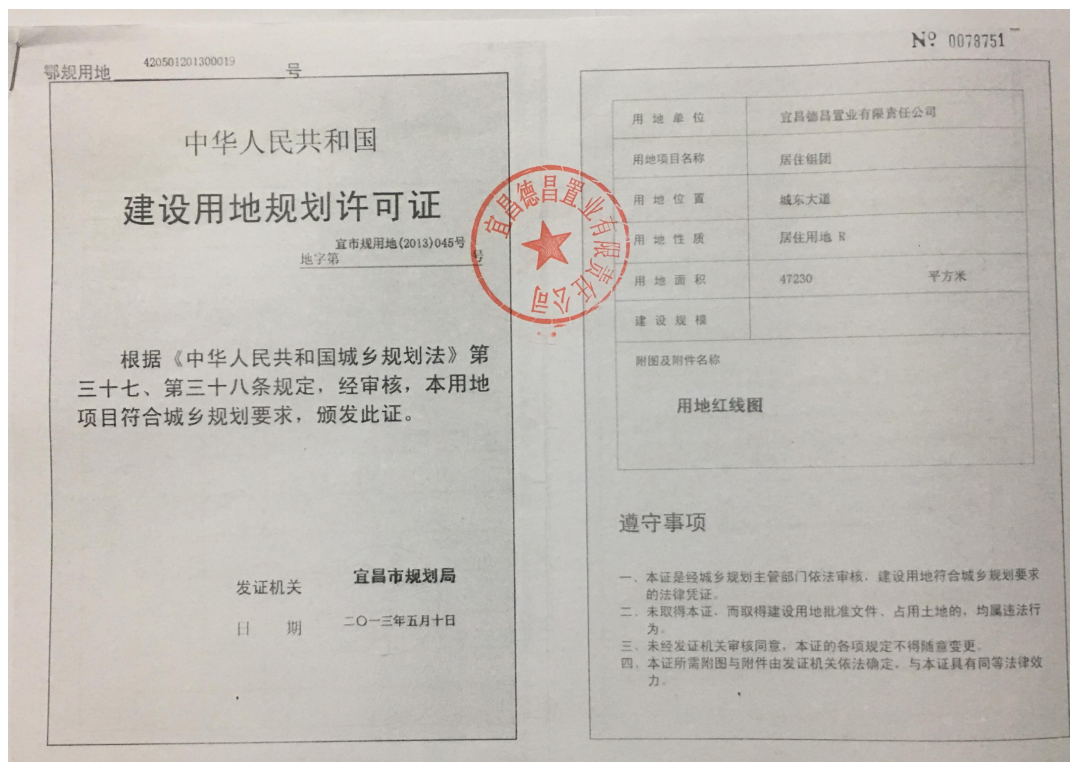 鄂规用地 420501201300019 号
中华人民共和国
建设用地规划许可证
宜市规用地(2013)045号
地字第 号
根据《中华人民共和国城乡规划法》第
三十七、第三十八条规定，经审核，本用地
项目符合城乡规划要求，颁发此证。
发证机关 宜昌市规划局
日期 二〇一三年五月十日
宜昌德昌置业有限责任公司
№ 0078751
用地单位 宜昌德昌置业有限责任公司
用地项目名称 居住组团
用地位置 城东大道
用地性质 居住用地 R
用地面积 47230 平方米
建设规模
附图及附件名称
用地红线图
遵守事项
一、本证是经城乡规划主管部门依法审核，建设用地符合城乡规划要求
的法律凭证。
二、未取得本证，而取得建设用地批准文件、占用土地的，均属违法行
为。
三、未经发证机关审核同意，本证的各项规定不得随意变更。
四、本证所需附图与附件由发证机关依法确定，与本证具有同等法律效
力。